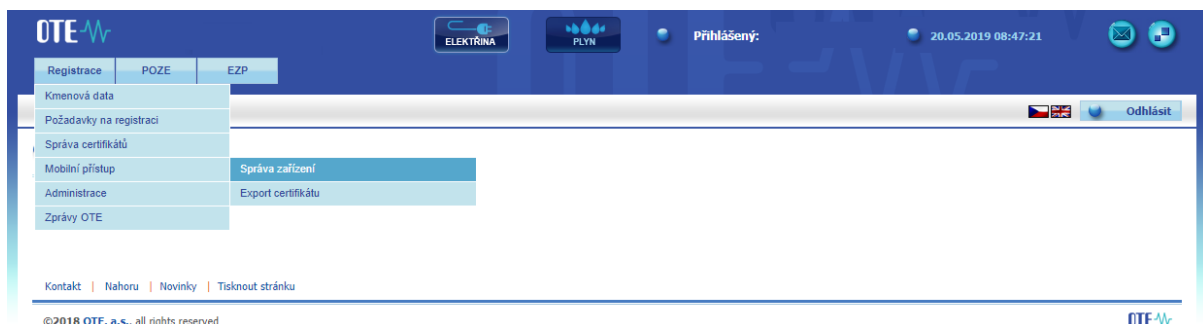 OTE
ELEKTŘINA
PLYN
Přihlášený:
20.05.2019 08:47:21
Registrace POZE EZP
Kmenová data
Odhlásit
Požadavky na registraci
Správa certifikátů
Mobilní přístup Správa zařízení
Administrace Export certifikátu
Zprávy OTE
Kontakt | Nahoru | Novinky | Tisknout stránku
©2018 OTE, a.s., all rights reserved
OTE